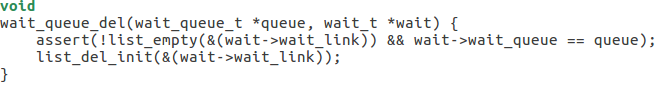 void
wait_queue_del(wait_queue_t *queue, wait_t *wait) {
    assert(!list_empty(&(wait->wait_link)) && wait->wait_queue == queue);
    list_del_init(&(wait->wait_link));
}